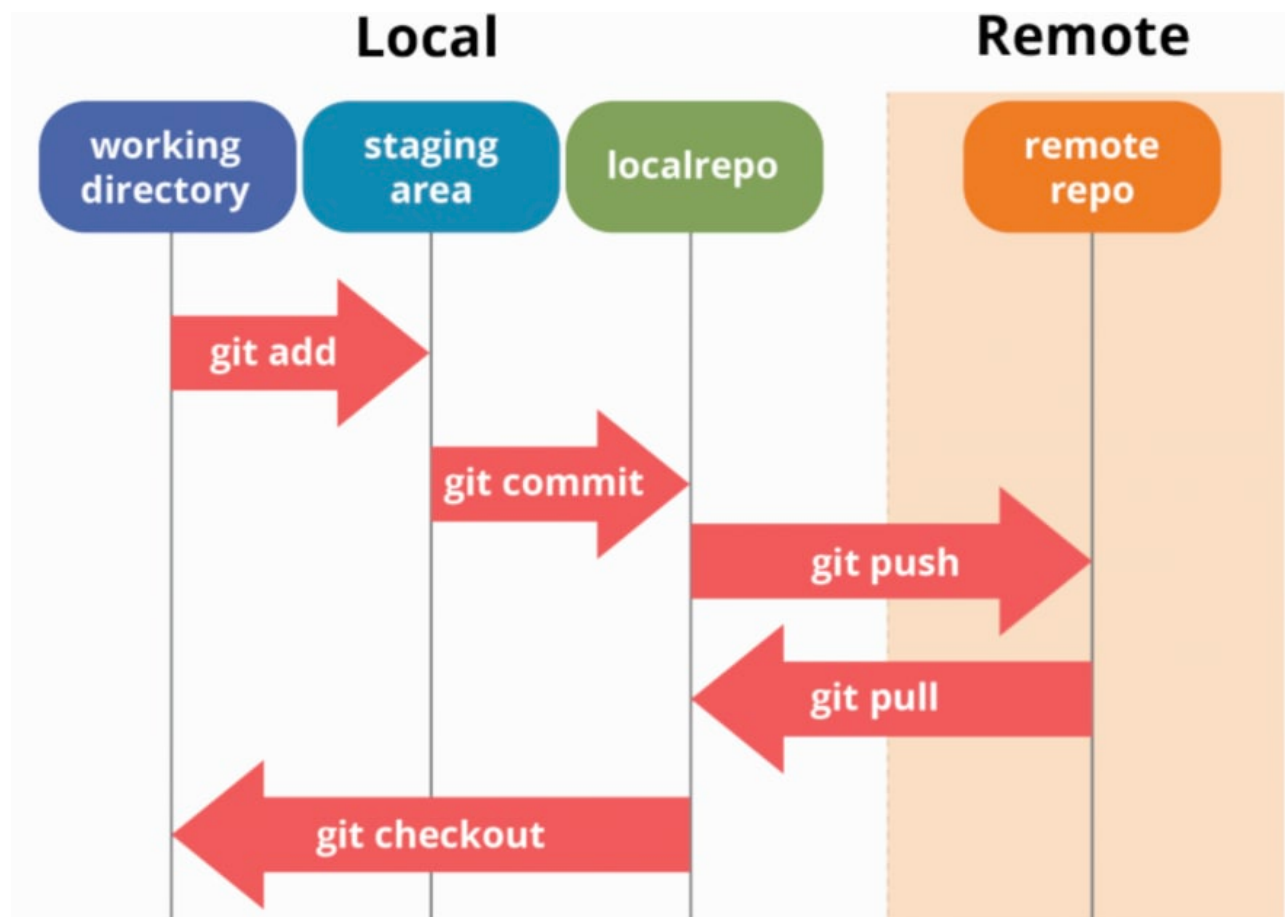 Local
Remote
working
directory
staging
area
localrepo
remote
repo
git add
git commit
git push
git pull
git checkout